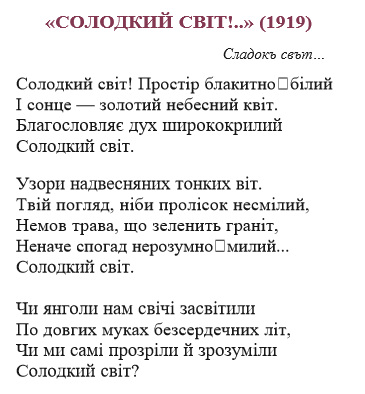 «СОЛОДКИЙ СВІТ!..» (1919)
Сладокъ свът…
Солодкий світ! Простір блакитно□білий
І сонце — золотий небесний квіт.
Благословляє дух ширококрилий
Солодкий світ.
Узори надвесняних тонких віт.
Твій погляд, ніби пролісок несмілий,
Немов трава, що зеленить граніт,
Неначе спогад нерозумно□милий...
Солодкий світ.
Чи янголи нам свічі засвітили
По довгих муках безсердечних літ,
Чи ми самі прозріли й зрозуміли
Солодкий світ?